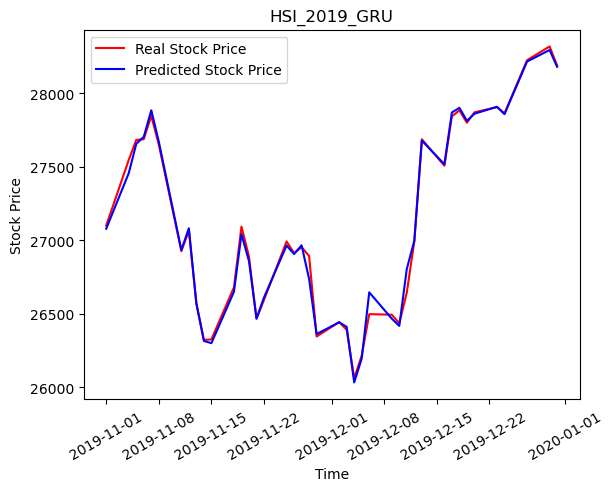 HSI_2019_GRU
Real Stock Price
Predicted Stock Price
28000
27500
27000
26500
26000
Stock Price
2019-11-01
2019-11-08
2019-11-15
2019-11-22
2019-12-01
2019-12-08
2019-12-15
2019-12-22
2020-01-01
Time